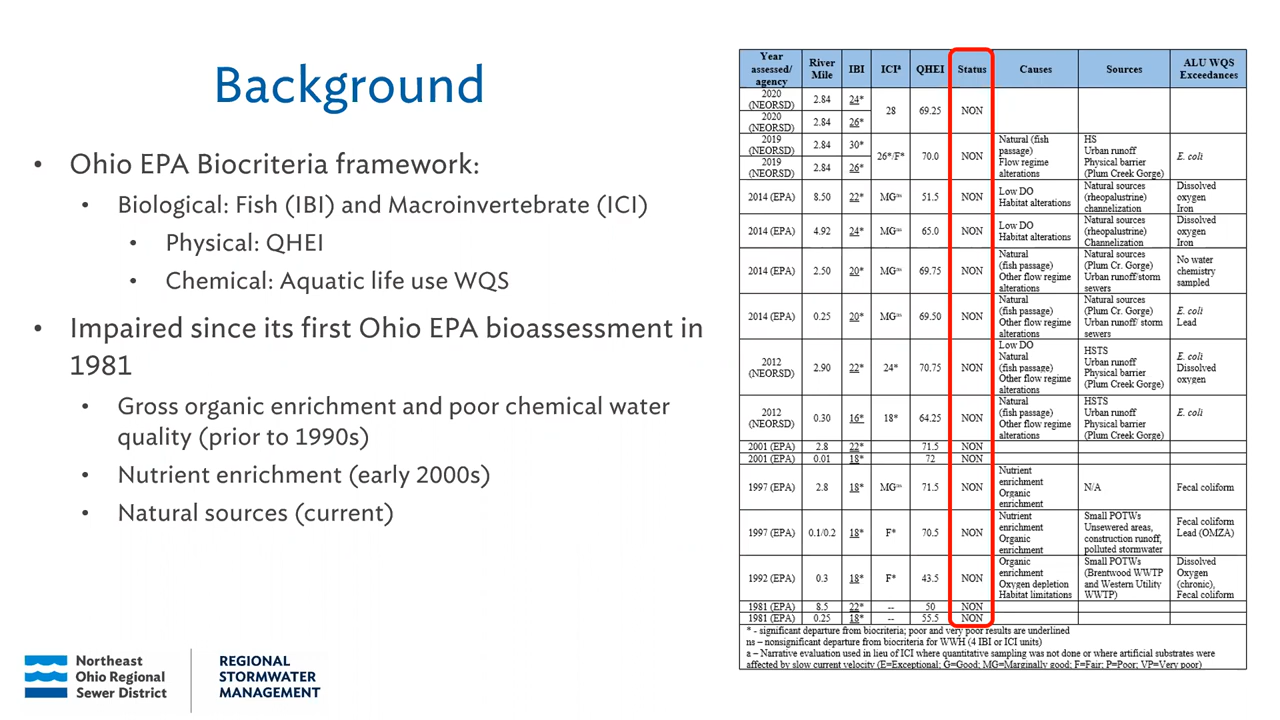 Background
• Ohio EPA Biocriteria framework:
• Biological: Fish (IBI) and Macroinvertebrate (ICI)
• Physical: QHEI
• Chemical: Aquatic life use WQS
• Impaired since its first Ohio EPA bioassessment in
1981
• Gross organic enrichment and poor chemical water
quality (prior to 1990s)
• Nutrient enrichment (early 2000s)
• Natural sources (current)
Northeast
Ohio Regional
Sewer District
REGIONAL
STORMWATER
MANAGEMENT
Year assessed/ agency River Mile IBI ICIª QHEI Status Causes Sources ALU WQS Exceedances
2020 (NEORSD) 2.84 24* 28 69.25 NON
2020 (NEORSD) 2.84 26*
2019 (NEORSD) 2.84 30* 26*/F* 70.0 NON Natural (fish passage) Flow regime alterations HS Urban runoff Physical barrier (Plum Creek Gorge) E. coli
2019 (NEORSD) 2.84 26*
2014 (EPA) 8.50 22* MGⁿˢ 51.5 NON Low DO Habitat alterations Natural sources (rheopalustrine) channelization Dissolved oxygen Iron
2014 (EPA) 4.92 24* MGⁿˢ 65.0 NON Low DO Habitat alterations Natural sources (rheopalustrine) Channelization Dissolved oxygen Iron
2014 (EPA) 2.50 20* MGⁿˢ 69.75 NON Natural (fish passage) Other flow regime alterations Natural sources (Plum Cr. Gorge) Urban runoff/storm sewers No water chemistry sampled
2014 (EPA) 0.25 20* MGⁿˢ 69.50 NON Natural (fish passage) Other flow regime alterations Natural sources (Plum Cr. Gorge) Urban runoff/ storm sewers E. coli Lead
2012 (NEORSD) 2.90 22* 24* 70.75 NON Low DO Natural (fish passage) Other flow regime alterations HSTS Urban runoff Physical barrier (Plum Creek Gorge) E. coli Dissolved oxygen
2012 (NEORSD) 0.30 16* 18* 64.25 NON Natural (fish passage) Other flow regime alterations HSTS Urban runoff Physical barrier (Plum Creek Gorge) E. coli
2001 (EPA) 2.8 22* 71.5 NON
2001 (EPA) 0.01 18* 72 NON
1997 (EPA) 2.8 18* MGⁿˢ 71.5 NON Nutrient enrichment Organic enrichment N/A Fecal coliform
1997 (EPA) 0.1/0.2 18* F* 70.5 NON Nutrient enrichment Organic enrichment Small POTWs Unsewered areas, construction runoff, polluted stormwater Fecal coliform Lead (OMZA)
1992 (EPA) 0.3 18* F* 43.5 NON Organic enrichment Oxygen depletion Habitat limitations Small POTWs (Brentwood WWTP and Western Utility WWTP) Dissolved Oxygen (chronic), Fecal coliform
1981 (EPA) 8.5 22* -- 50 NON
1981 (EPA) 0.25 18* -- 55.5 NON
* - significant departure from biocriteria; poor and very poor results are underlined
ns – nonsignificant departure from biocriteria for WWH (4 IBI or ICI units)
a – Narrative evaluation used in lieu of ICI where quantitative sampling was not done or where artificial substrates were
affected by slow current velocity (E=Exceptional; G=Good; MG=Marginally good; F=Fair; P=Poor; VP=Very poor)